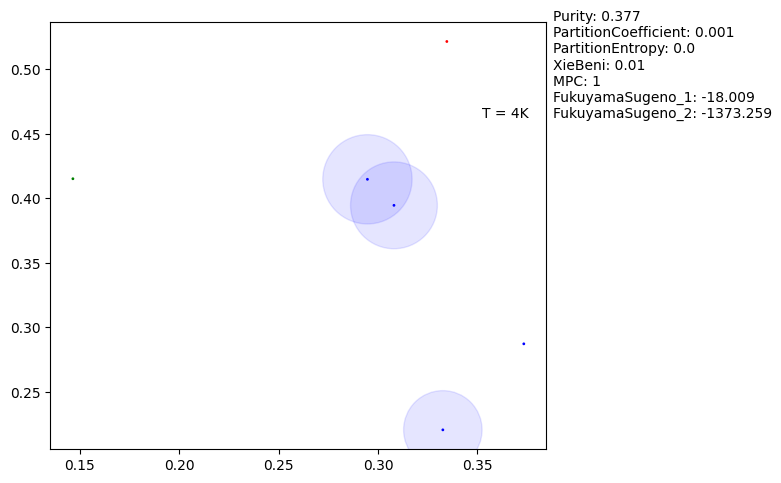 Purity: 0.377
PartitionCoefficient: 0.001
PartitionEntropy: 0.0
XieBeni: 0.01
MPC: 1
FukuyamaSugeno_1: -18.009
FukuyamaSugeno_2: -1373.259
T = 4K
0.50
0.45
0.40
0.35
0.30
0.25
0.15
0.20
0.25
0.30
0.35